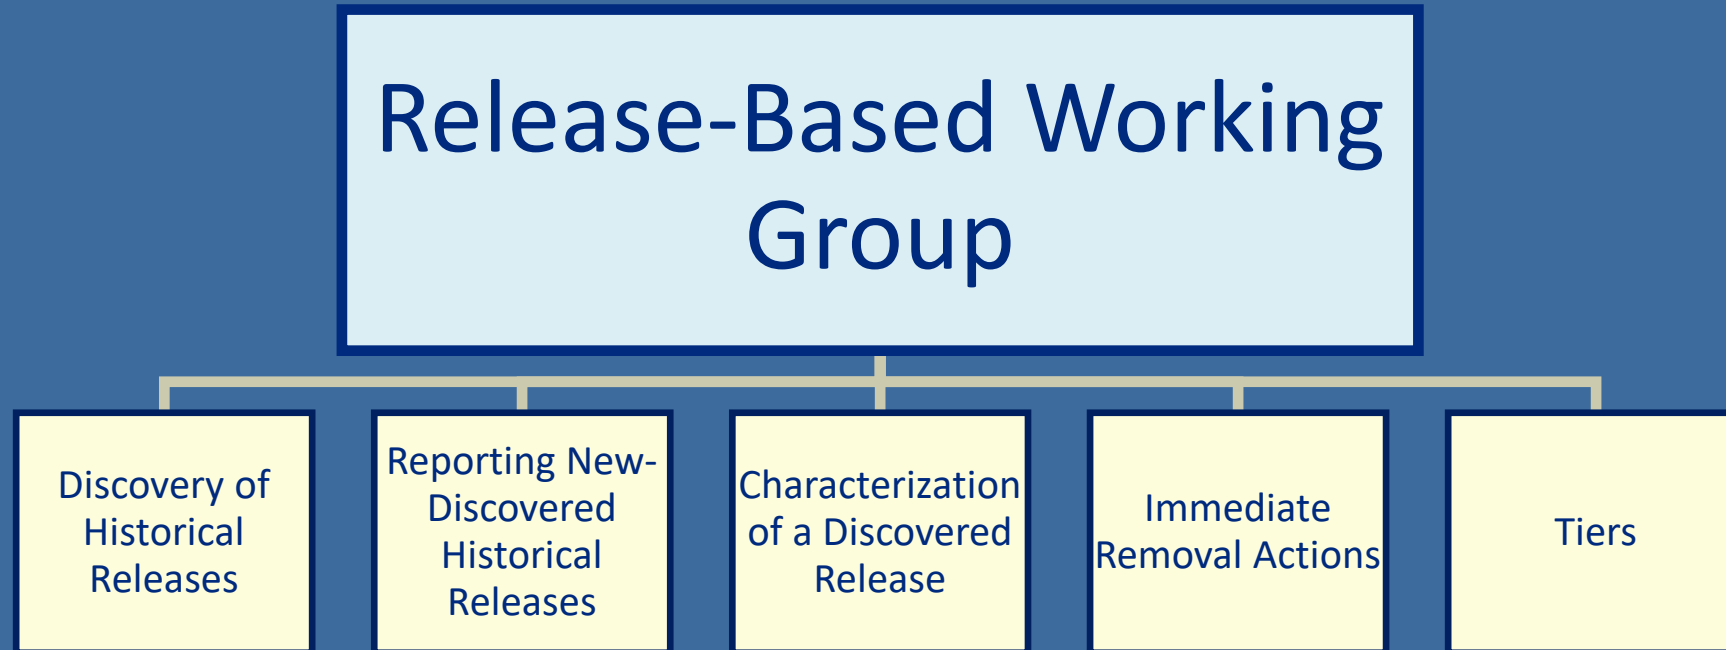 Release-Based Working
Group
Discovery of
Historical
Releases
Reporting New-
Discovered
Historical
Releases
Characterization
of a Discovered
Release
Immediate
Removal Actions
Tiers